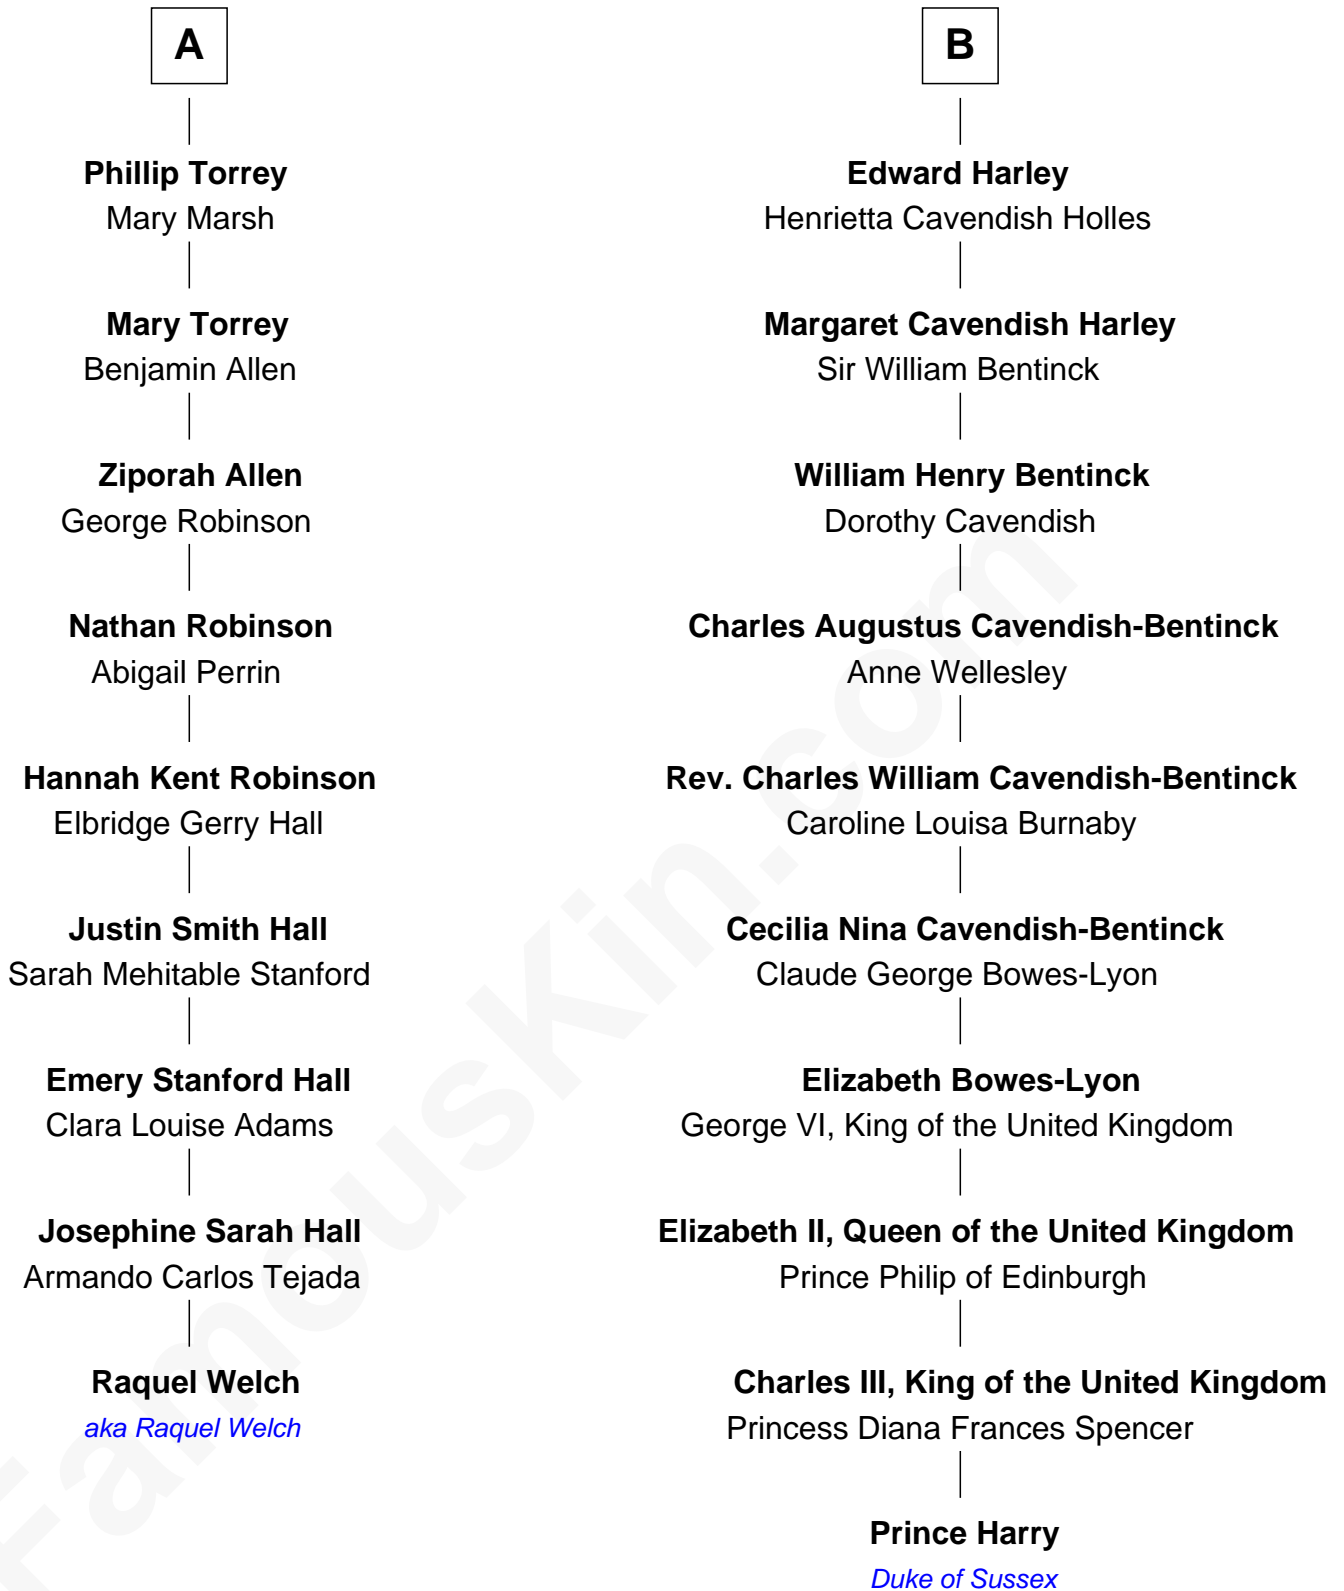 A
Phillip Torrey
Mary Marsh
Mary Torrey
Benjamin Allen
Ziporah Allen
George Robinson
Nathan Robinson
Abigail Perrin
Hannah Kent Robinson
Elbridge Gerry Hall
Justin Smith Hall
Sarah Mehitable Stanford
Emery Stanford Hall
Clara Louise Adams
Josephine Sarah Hall
Armando Carlos Tejada
Raquel Welch
aka Raquel Welch
B
Edward Harley
Henrietta Cavendish Holles
Margaret Cavendish Harley
Sir William Bentinck
William Henry Bentinck
Dorothy Cavendish
Charles Augustus Cavendish-Bentinck
Anne Wellesley
Rev. Charles William Cavendish-Bentinck
Caroline Louisa Burnaby
Cecilia Nina Cavendish-Bentinck
Claude George Bowes-Lyon
Elizabeth Bowes-Lyon
George VI, King of the United Kingdom
Elizabeth II, Queen of the United Kingdom
Prince Philip of Edinburgh
Charles III, King of the United Kingdom
Princess Diana Frances Spencer
Prince Harry
Duke of Sussex
FamousKin.com